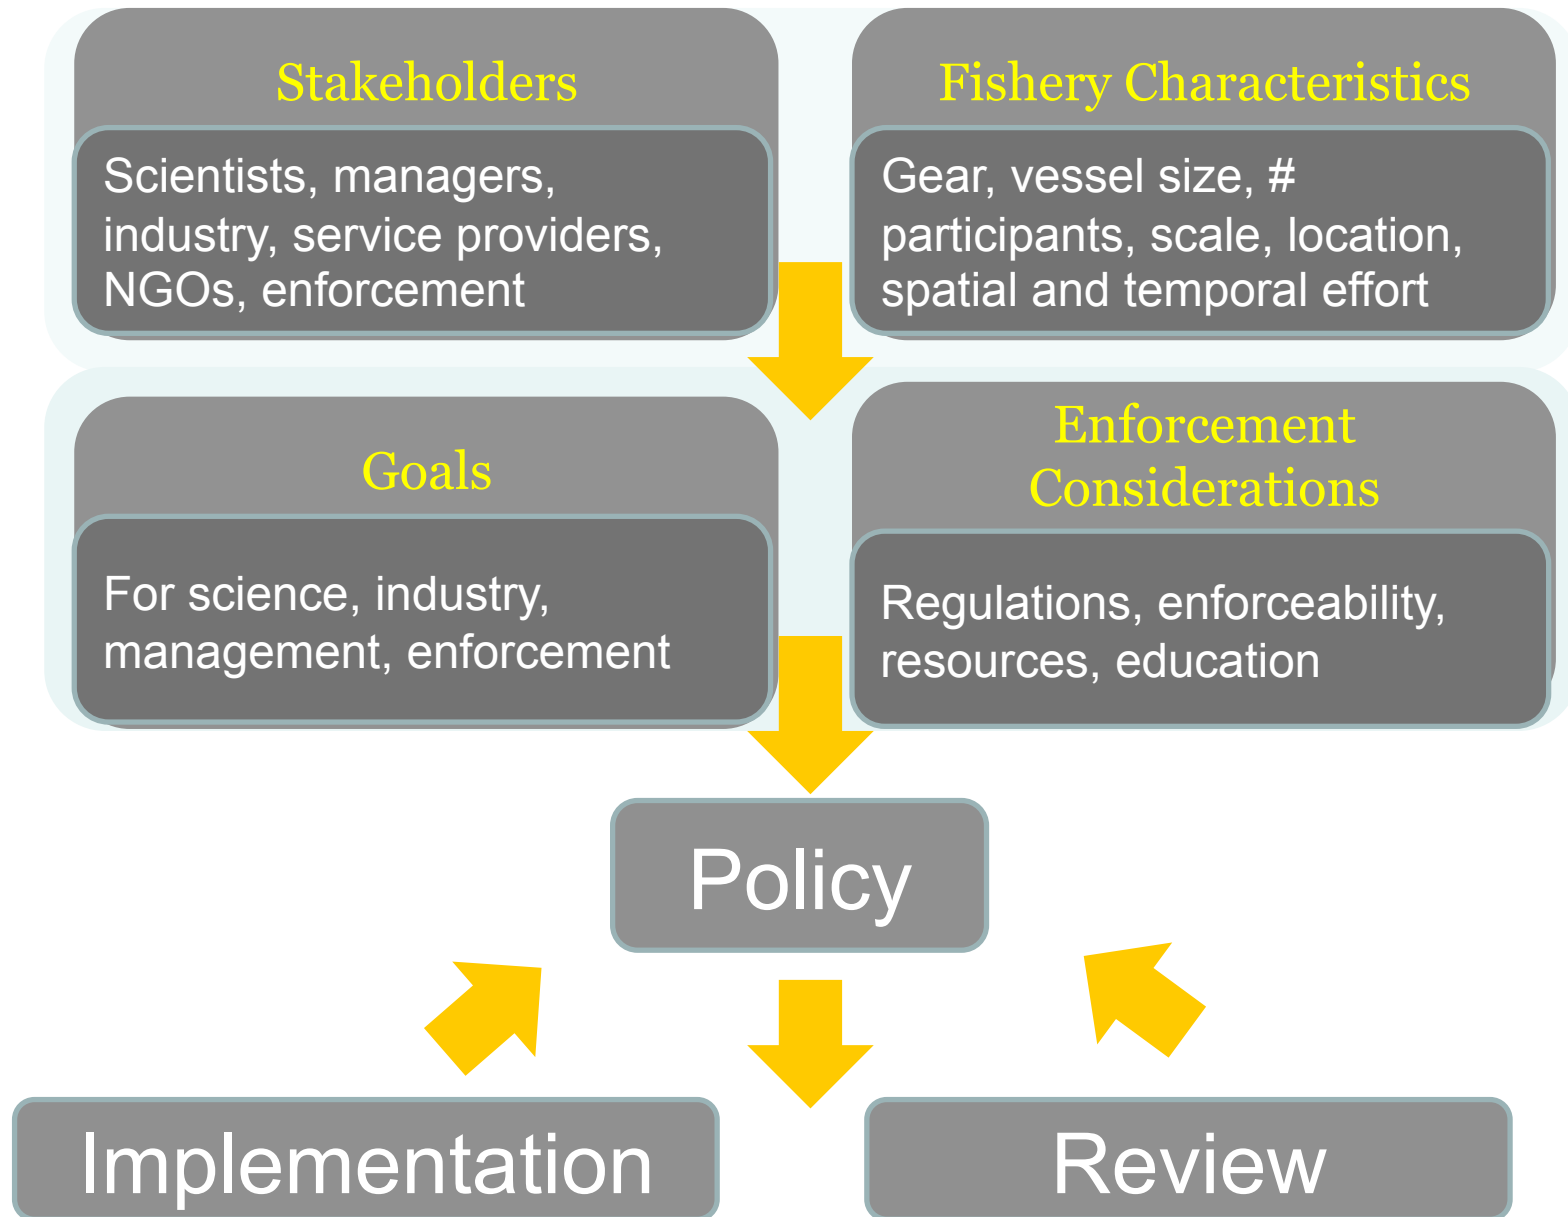 Stakeholders
Scientists, managers,
industry, service providers,
NGOs, enforcement
Fishery Characteristics
Gear, vessel size, #
participants, scale, location,
spatial and temporal effort
Goals
For science, industry,
management, enforcement
Enforcement
Considerations
Regulations, enforceability,
resources, education
Policy
Implementation
Review